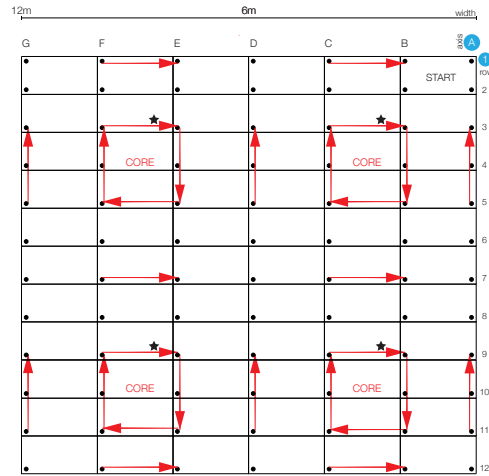 12m 6m width
G F E D C B axis A
1
row
START
2
3
CORE CORE
4
5
6
7
8
9
CORE CORE
10
11
12